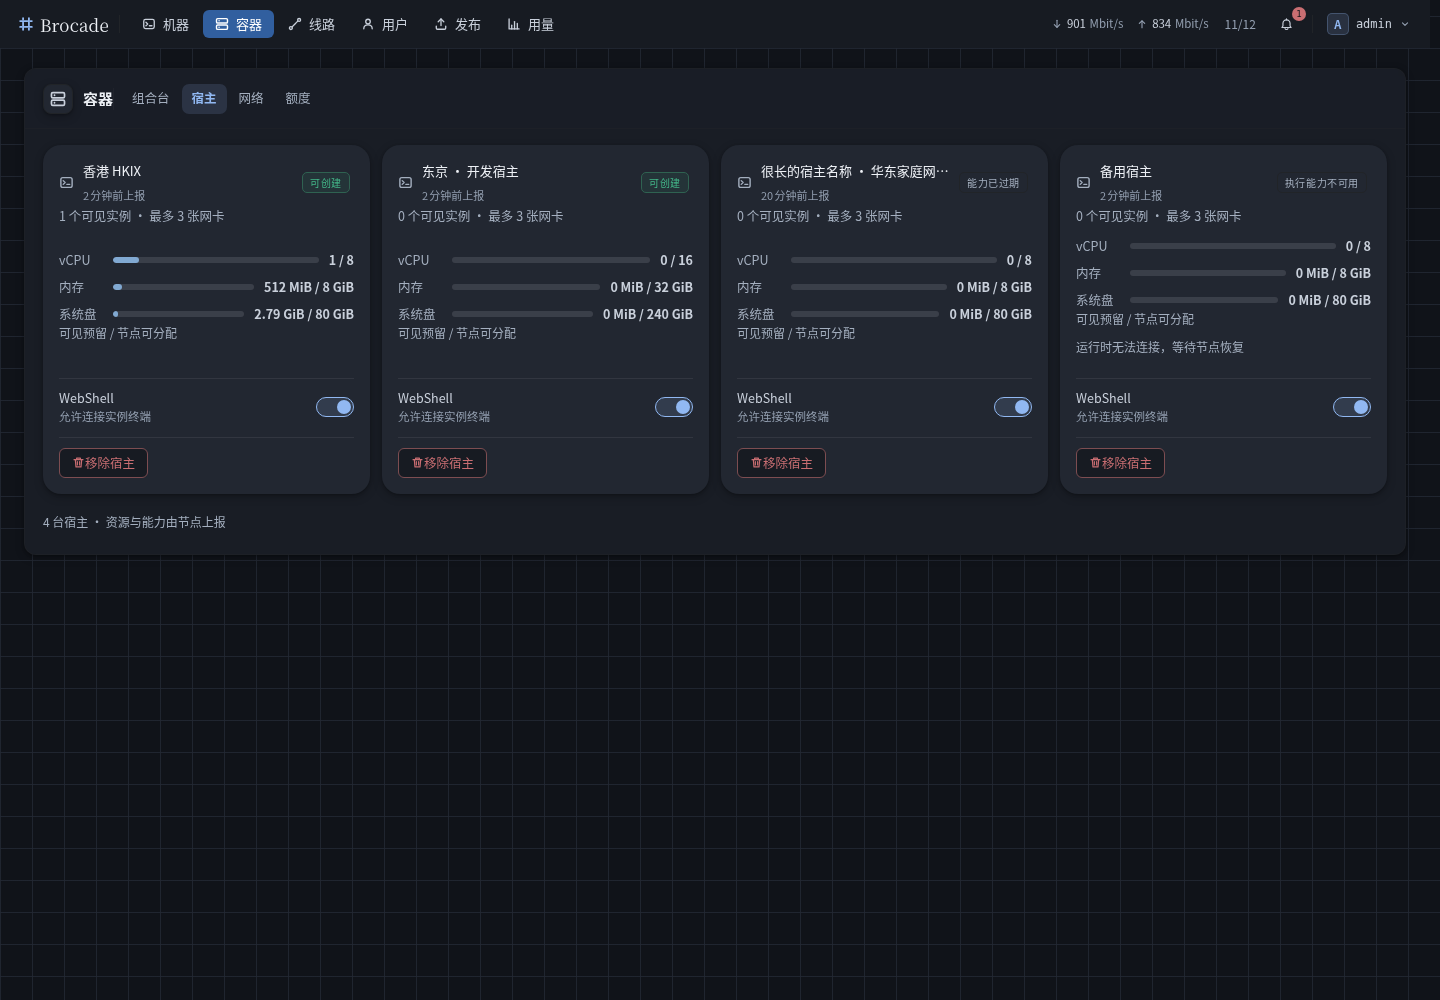 Brocade
机器
容器
线路
用户
发布
用量
↓ 901 Mbit/s
↑ 834 Mbit/s
11/12
1
A
admin
容器
组合台
宿主
网络
额度
香港 HKIX
2 分钟前上报
可创建
1 个可见实例 · 最多 3 张网卡
vCPU
1 / 8
内存
512 MiB / 8 GiB
系统盘
2.79 GiB / 80 GiB
可见预留 / 节点可分配
WebShell
允许连接实例终端
移除宿主
东京 · 开发宿主
2 分钟前上报
可创建
0 个可见实例 · 最多 3 张网卡
vCPU
0 / 16
内存
0 MiB / 32 GiB
系统盘
0 MiB / 240 GiB
可见预留 / 节点可分配
WebShell
允许连接实例终端
移除宿主
很长的宿主名称 · 华东家庭网…
20 分钟前上报
能力已过期
0 个可见实例 · 最多 3 张网卡
vCPU
0 / 8
内存
0 MiB / 8 GiB
系统盘
0 MiB / 80 GiB
可见预留 / 节点可分配
WebShell
允许连接实例终端
移除宿主
备用宿主
2 分钟前上报
执行能力不可用
0 个可见实例 · 最多 3 张网卡
vCPU
0 / 8
内存
0 MiB / 8 GiB
系统盘
0 MiB / 80 GiB
可见预留 / 节点可分配
运行时无法连接，等待节点恢复
WebShell
允许连接实例终端
移除宿主
4 台宿主 · 资源与能力由节点上报